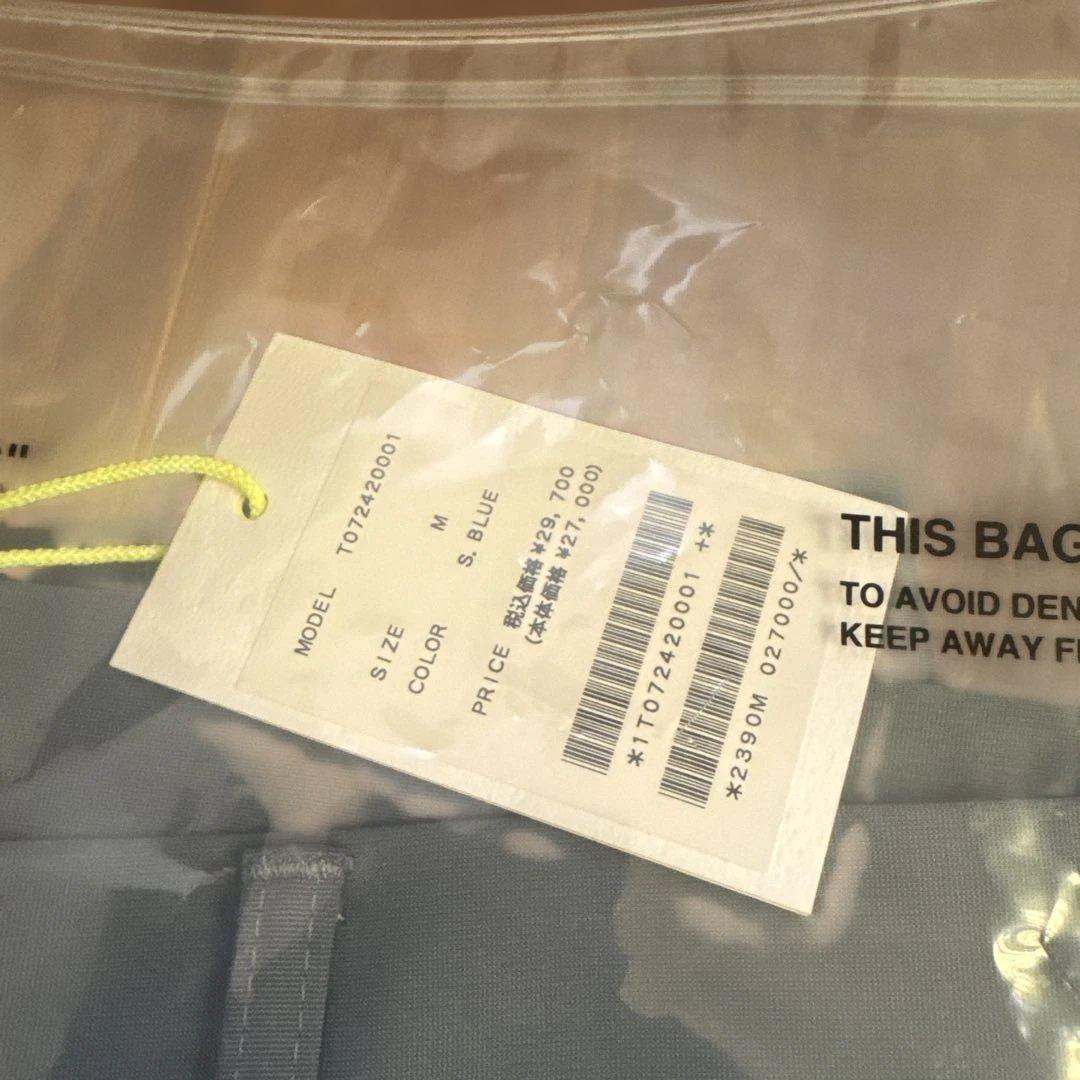 MODEL T072420001
SIZE M
COLOR S. BLUE
PRICE 税込価格 ¥29, 700
(本体価格 ¥27, 000)
*1T072420001 +*
*2390M 027000/*
THIS BAG
TO AVOID DEN
KEEP AWAY